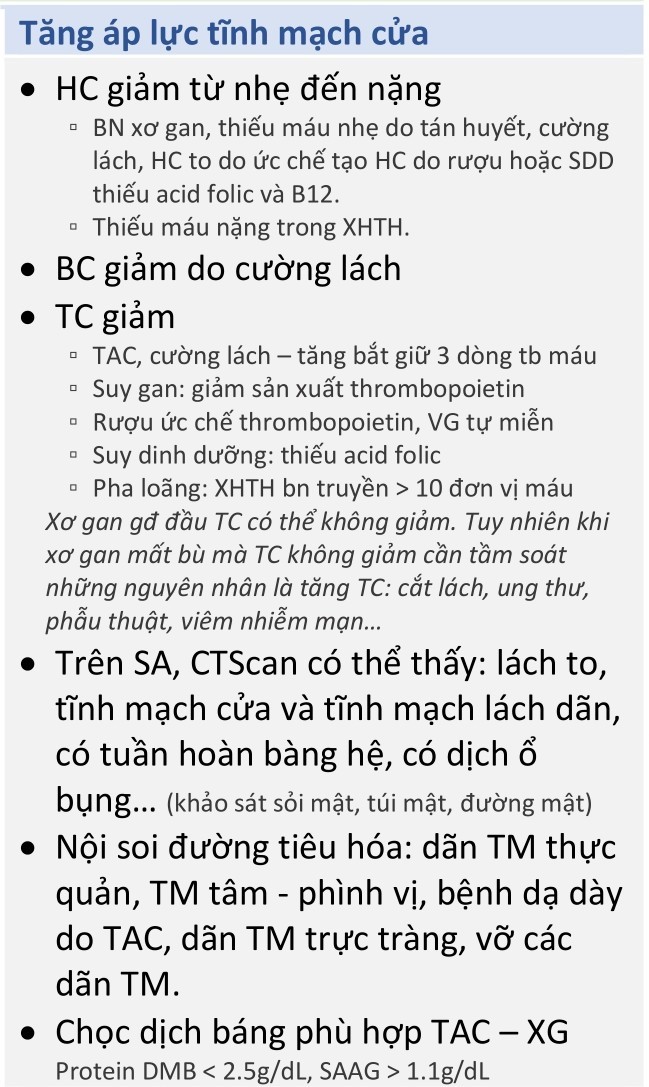 Tăng áp lực tĩnh mạch cửa
• HC giảm từ nhẹ đến nặng
▫ BN xơ gan, thiếu máu nhẹ do tán huyết, cường
lách, HC to do ức chế tạo HC do rượu hoặc SDD
thiếu acid folic và B12.
▫ Thiếu máu nặng trong XHTH.
• BC giảm do cường lách
• TC giảm
▫ TAC, cường lách – tăng bắt giữ 3 dòng tb máu
▫ Suy gan: giảm sản xuất thrombopoietin
▫ Rượu ức chế thrombopoietin, VG tự miễn
▫ Suy dinh dưỡng: thiếu acid folic
▫ Pha loãng: XHTH bn truyền > 10 đơn vị máu
Xơ gan gđ đầu TC có thể không giảm. Tuy nhiên khi
xơ gan mất bù mà TC không giảm cần tầm soát
những nguyên nhân là tăng TC: cắt lách, ung thư,
phẫu thuật, viêm nhiễm mạn...
• Trên SA, CTScan có thể thấy: lách to,
tĩnh mạch cửa và tĩnh mạch lách dãn,
có tuần hoàn bàng hệ, có dịch ổ
bụng... (khảo sát sỏi mật, túi mật, đường mật)
• Nội soi đường tiêu hóa: dãn TM thực
quản, TM tâm - phình vị, bệnh dạ dày
do TAC, dãn TM trực tràng, vỡ các
dãn TM.
• Chọc dịch báng phù hợp TAC – XG
Protein DMB < 2.5g/dL, SAAG > 1.1g/dL